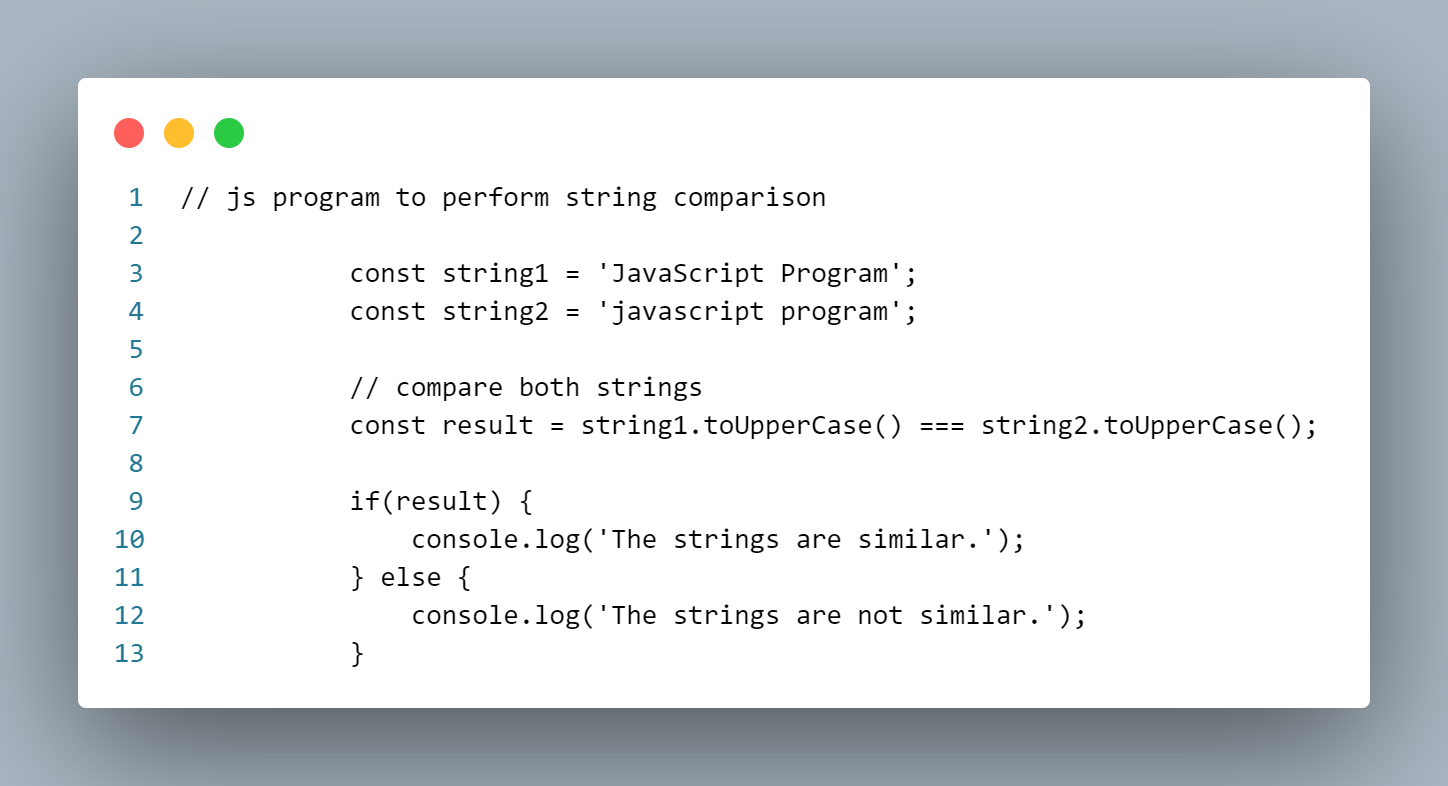 1 // js program to perform string comparison
2
3 const string1 = 'JavaScript Program';
4 const string2 = 'javascript program';
5
6 // compare both strings
7 const result = string1.toUpperCase() === string2.toUpperCase();
8
9 if(result) {
10 console.log('The strings are similar.');
11 } else {
12 console.log('The strings are not similar.');
13 }